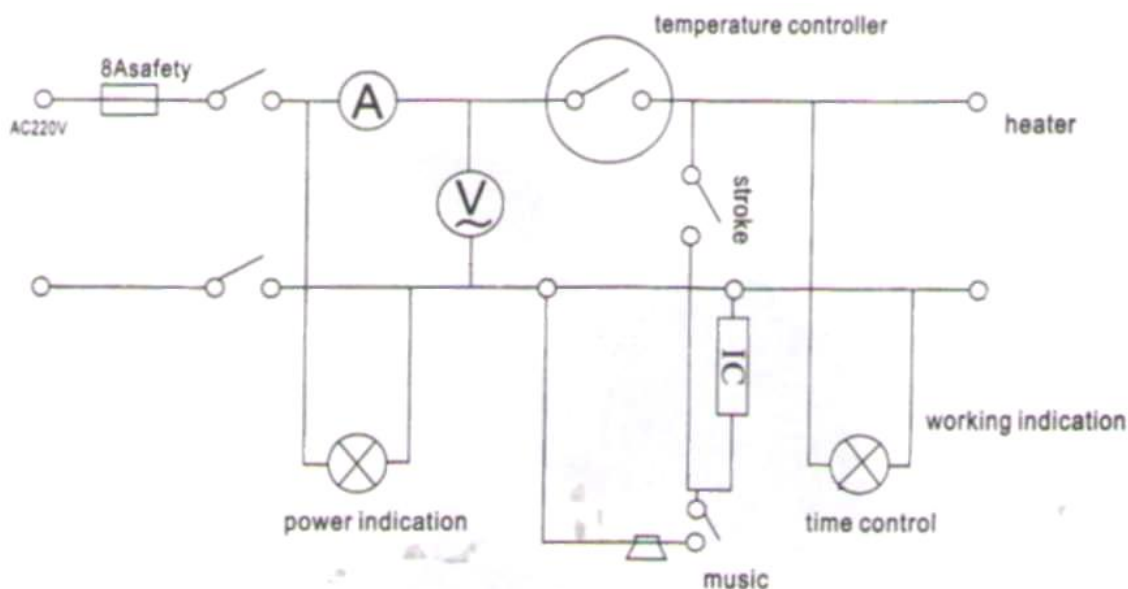 temperature controller
8Asafety
A
AC220V
heater
V
stroke
IC
working indication
power indication
time control
music